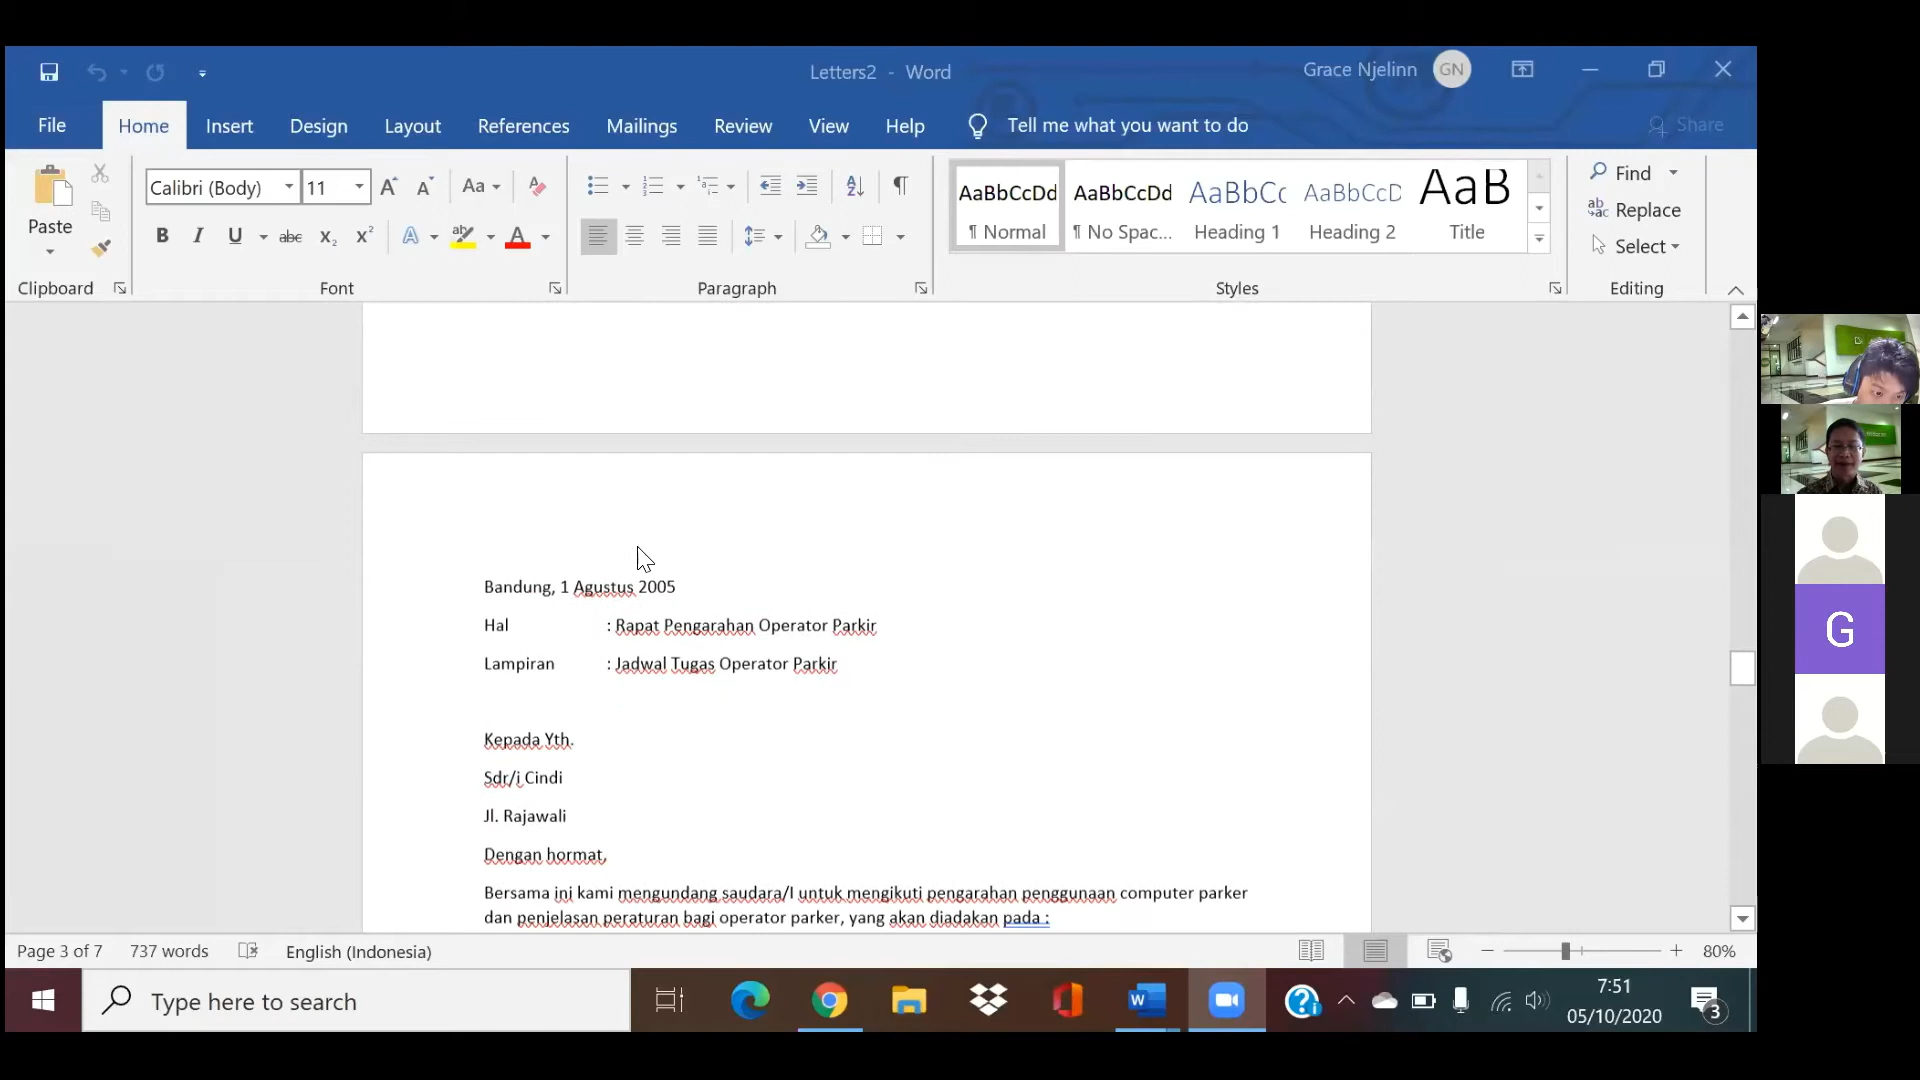 Letters2 - Word
Grace Njelinn GN
File Home Insert Design Layout References Mailings Review View Help Tell me what you want to do Share
Calibri (Body) 11 Aa
AaBbCcDd AaBbCcDd AaBbCc AaBbCcD AaB
¶ Normal ¶ No Spac... Heading 1 Heading 2 Title
Paste
B I U abc X₂ X² A aby A
Find
Replace
Select
Clipboard Font Paragraph Styles Editing
Bandung, 1 Agustus 2005
Hal : Rapat Pengarahan Operator Parkir
Lampiran : Jadwal Tugas Operator Parkir
Kepada Yth.
Sdr/i Cindi
Jl. Rajawali
Dengan hormat,
Bersama ini kami mengundang saudara/I untuk mengikuti pengarahan penggunaan computer parker
dan penjelasan peraturan bagi operator parker, yang akan diadakan pada :
G
Page 3 of 7 737 words English (Indonesia) 80%
Type here to search
7:51
05/10/2020
3